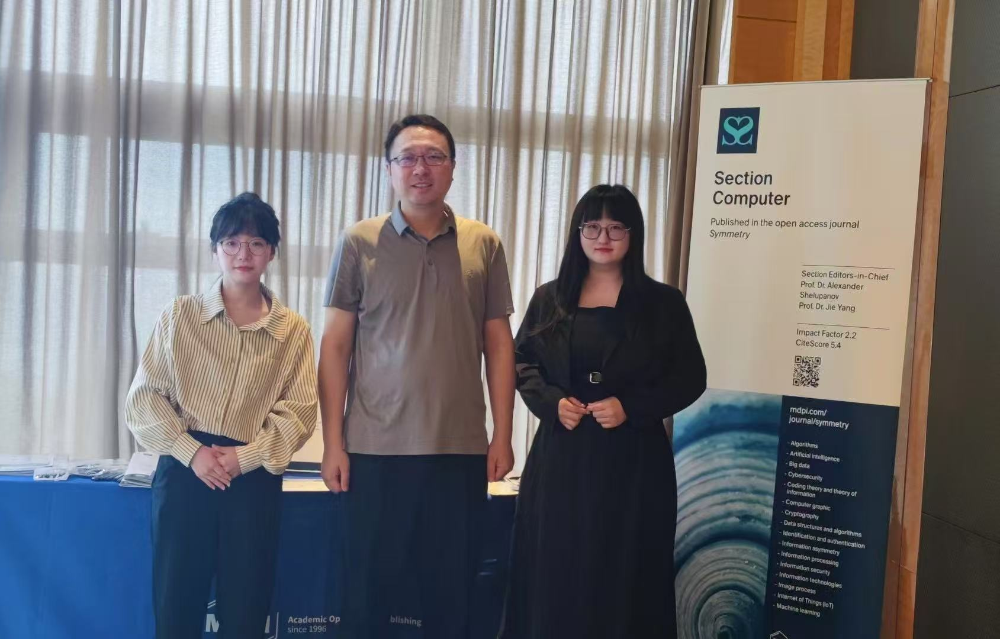 Section
Computer
Published in the open access journal
Symmetry
Section Editors-in-Chief
Prof. Dr. Alexander
Shelupanov
Prof. Dr. Jie Yang
Impact Factor 2.2
CiteScore 5.4
mdpi.com/
journal/symmetry
- Algorithms
- Artificial intelligence
- Big data
- Cybersecurity
- Coding theory and theory of
information
- Computer graphic
- Cryptography
- Data structures and algorithms
- Identification and authentication
- Information asymmetry
- Information processing
- Information security
- Information technologies
- Image process
- Internet of Things (IoT)
- Machine learning
Academic Op blishing
since 1996